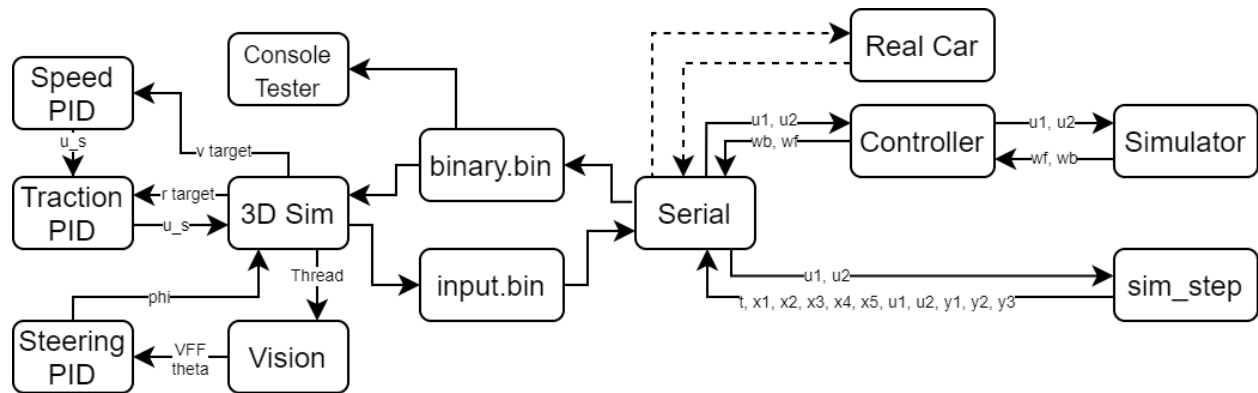 Real Car
Console
Tester
Speed
PID
u_s
v target
binary.bin
u1, u2
wb, wf
Controller
u1, u2
wf, wb
Simulator
Traction
PID
r target
u_s
3D Sim
Serial
Thread
input.bin
u1, u2
t, x1, x2, x3, x4, x5, u1, u2, y1, y2, y3
sim_step
phi
Steering
PID
VFF
theta
Vision